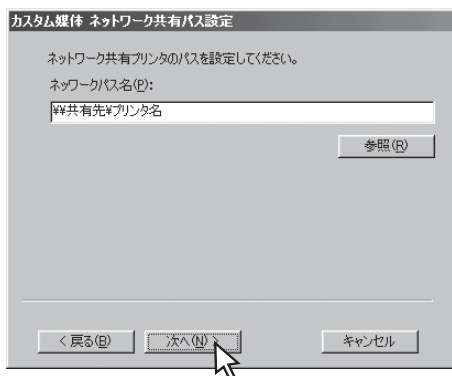 カスタム媒体 ネットワーク共有パス設定
ネットワーク共有プリンタのパスを設定してください。
ネッワークパス名(P):
¥¥共有先¥プリンタ名
参照(R)
< 戻る(B)
次へ(N) >
キャンセル